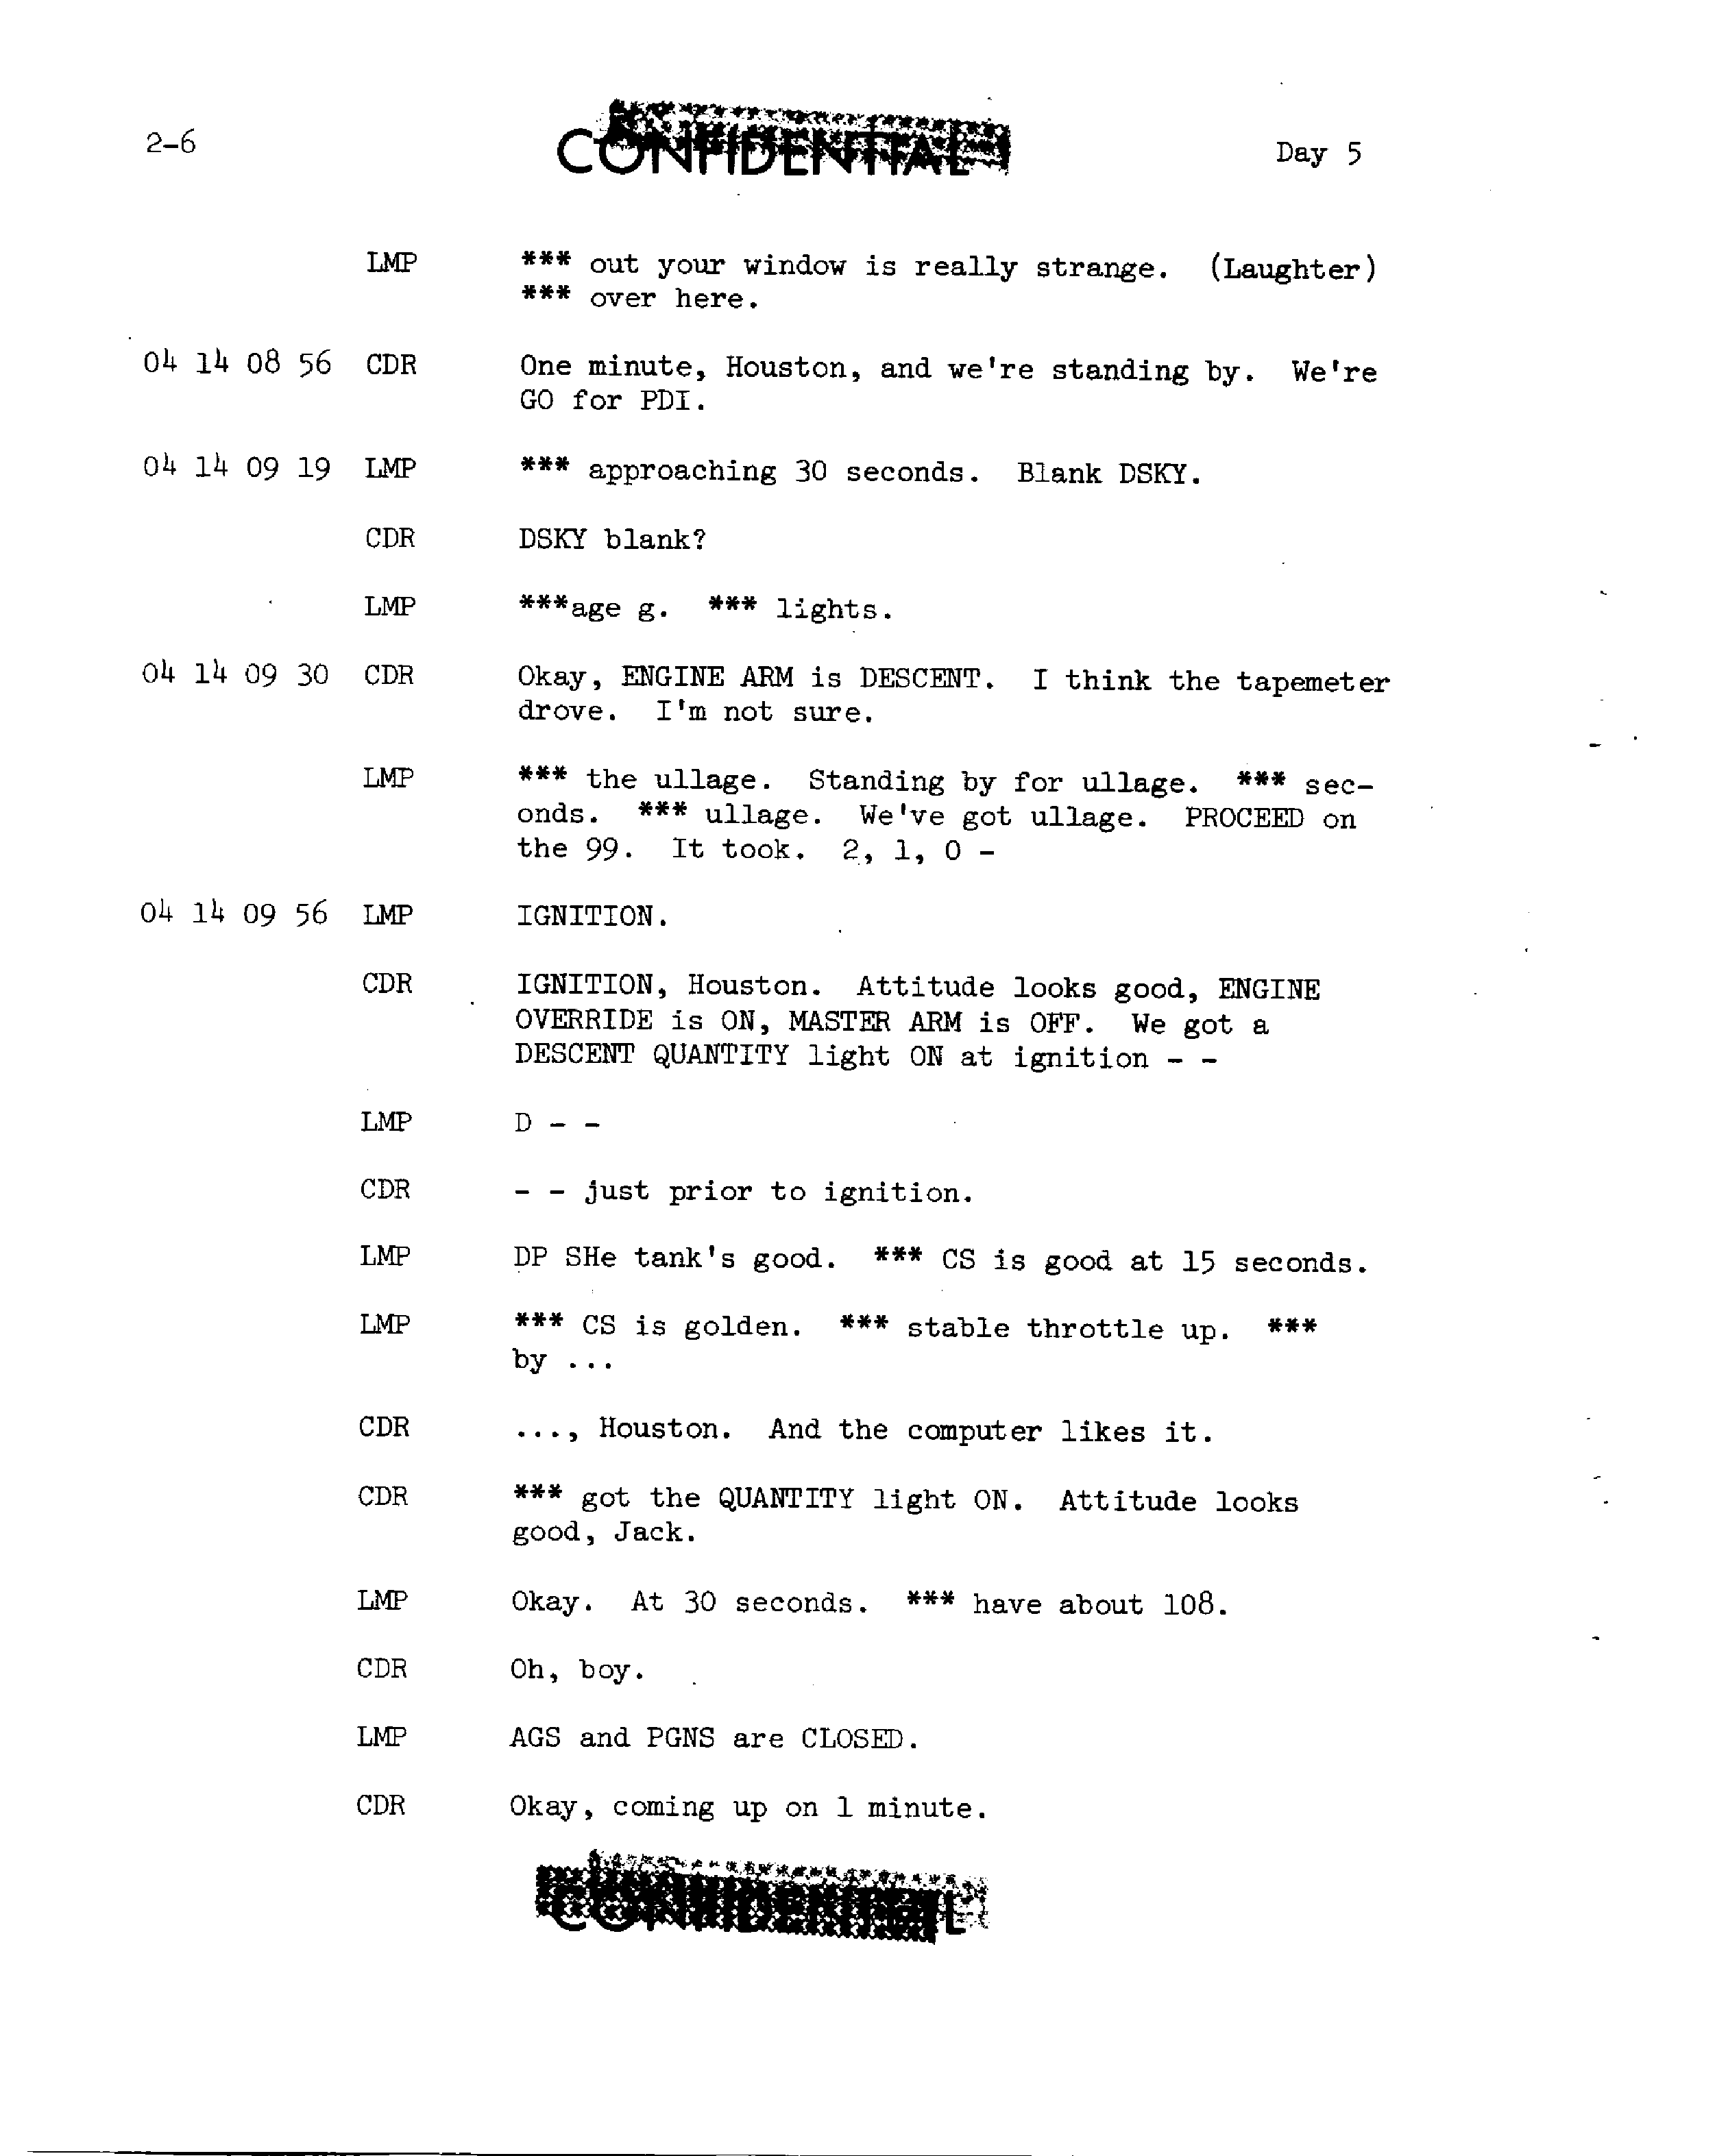 2-6
CONFIDENTIAL
Day 5
LMP *** out your window is really strange. (Laughter)
*** over here.
04 14 08 56 CDR One minute, Houston, and we're standing by. We're
GO for PDI.
04 14 09 19 LMP *** approaching 30 seconds. Blank DSKY.
CDR DSKY blank?
LMP ***age g. *** lights.
04 14 09 30 CDR Okay, ENGINE ARM is DESCENT. I think the tapemeter
drove. I'm not sure.
LMP *** the ullage. Standing by for ullage. *** sec-
onds. *** ullage. We've got ullage. PROCEED on
the 99. It took. 2, 1, 0 -
04 14 09 56 LMP IGNITION.
CDR IGNITION, Houston. Attitude looks good, ENGINE
OVERRIDE is ON, MASTER ARM is OFF. We got a
DESCENT QUANTITY light ON at ignition - -
LMP D - -
CDR - - just prior to ignition.
LMP DP SHe tank's good. *** CS is good at 15 seconds.
LMP *** CS is golden. *** stable throttle up. ***
by ...
CDR ..., Houston. And the computer likes it.
CDR *** got the QUANTITY light ON. Attitude looks
good, Jack.
LMP Okay. At 30 seconds. *** have about 108.
CDR Oh, boy.
LMP AGS and PGNS are CLOSED.
CDR Okay, coming up on 1 minute.
CONFIDENTIAL